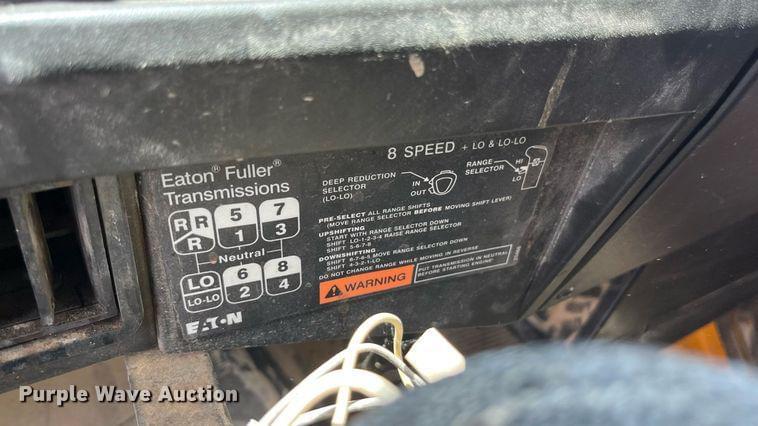 8 SPEED + LO & LO-LO
Eaton® Fuller®
Transmissions
DEEP REDUCTION
SELECTOR
(LO-LO)
IN
OUT
RANGE
SELECTOR
HI
LO
R R 5 7
R 1 3
Neutral
LO 6 8
LO-LO 2 4
PRE-SELECT ALL RANGE SHIFTS
(MOVE RANGE SELECTOR BEFORE MOVING SHIFT LEVER)
UPSHIFTING
START WITH RANGE SELECTOR DOWN
SHIFT LO-1-2-3-4 RAISE RANGE SELECTOR
SHIFT 5-6-7-8
DOWNSHIFTING
SHIFT 8-7-6-5 MOVE RANGE SELECTOR DOWN
SHIFT 4-3-2-1-LO
DO NOT CHANGE RANGE WHILE MOVING IN REVERSE
WARNING
PUT TRANSMISSION IN NEUTRAL
BEFORE STARTING ENGINE
EATON
Purple Wave Auction